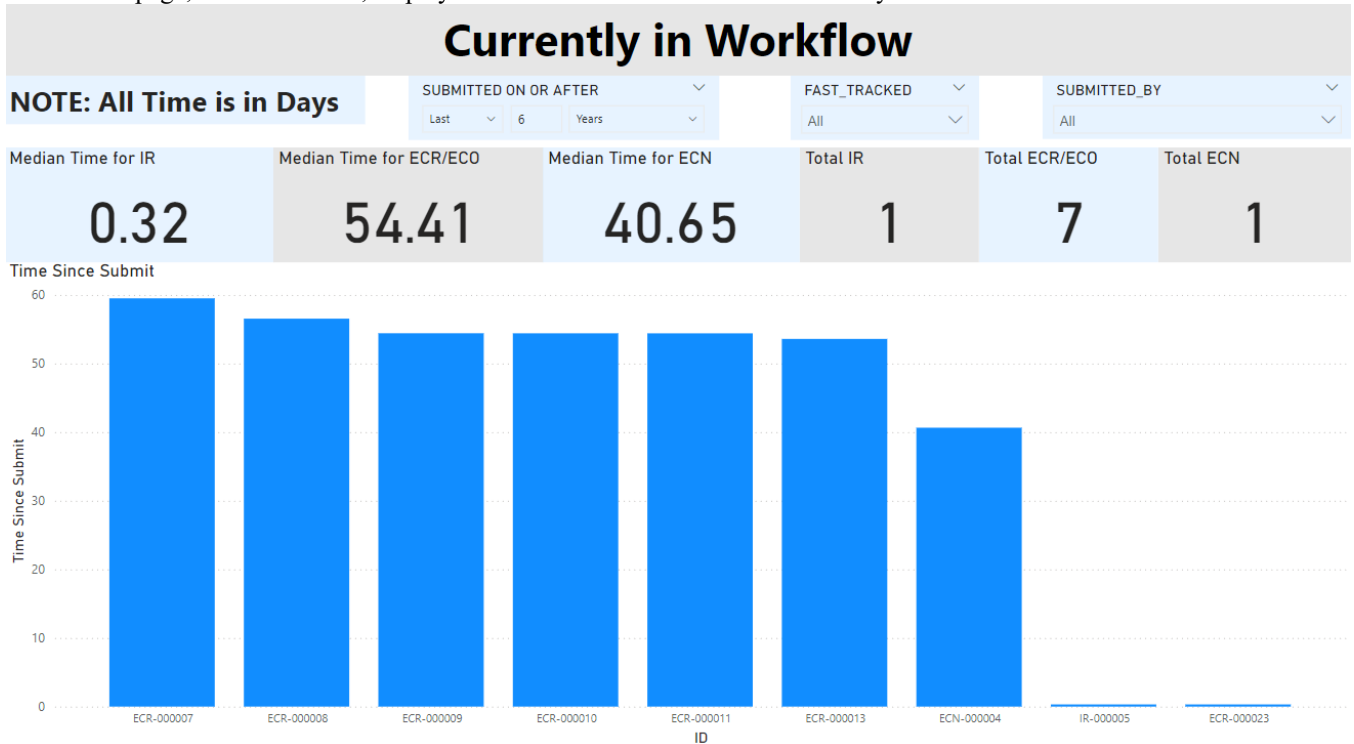 Currently in Workflow
NOTE: All Time is in Days
SUBMITTED ON OR AFTER
Last 6 Years
FAST_TRACKED
All
SUBMITTED_BY
All
Median Time for IR
0.32
Median Time for ECR/ECO
54.41
Median Time for ECN
40.65
Total IR
1
Total ECR/ECO
7
Total ECN
1
Time Since Submit
Time Since Submit
60
50
40
30
20
10
0
ECR-000007 ECR-000008 ECR-000009 ECR-000010 ECR-000011 ECR-000013 ECN-000004 IR-000005 ECR-000023
ID